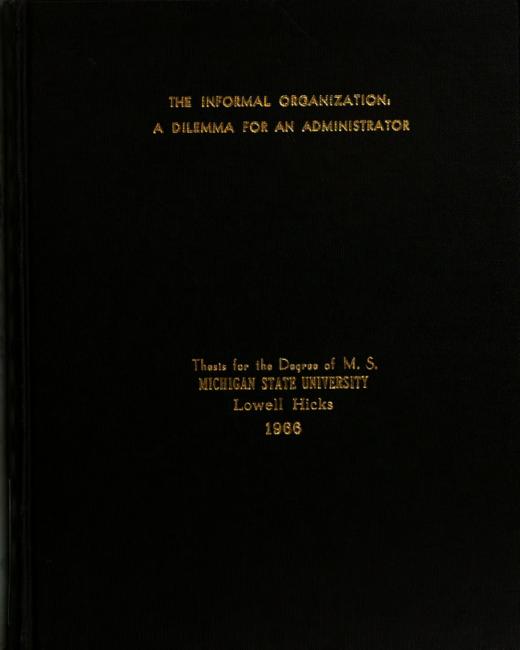 THE INFORMAL ORGANIZATION:
A DILEMMA FOR AN ADMINISTRATOR
Thesis for the Degree of M. S.
MICHIGAN STATE UNIVERSITY
Lowell Hicks
1966